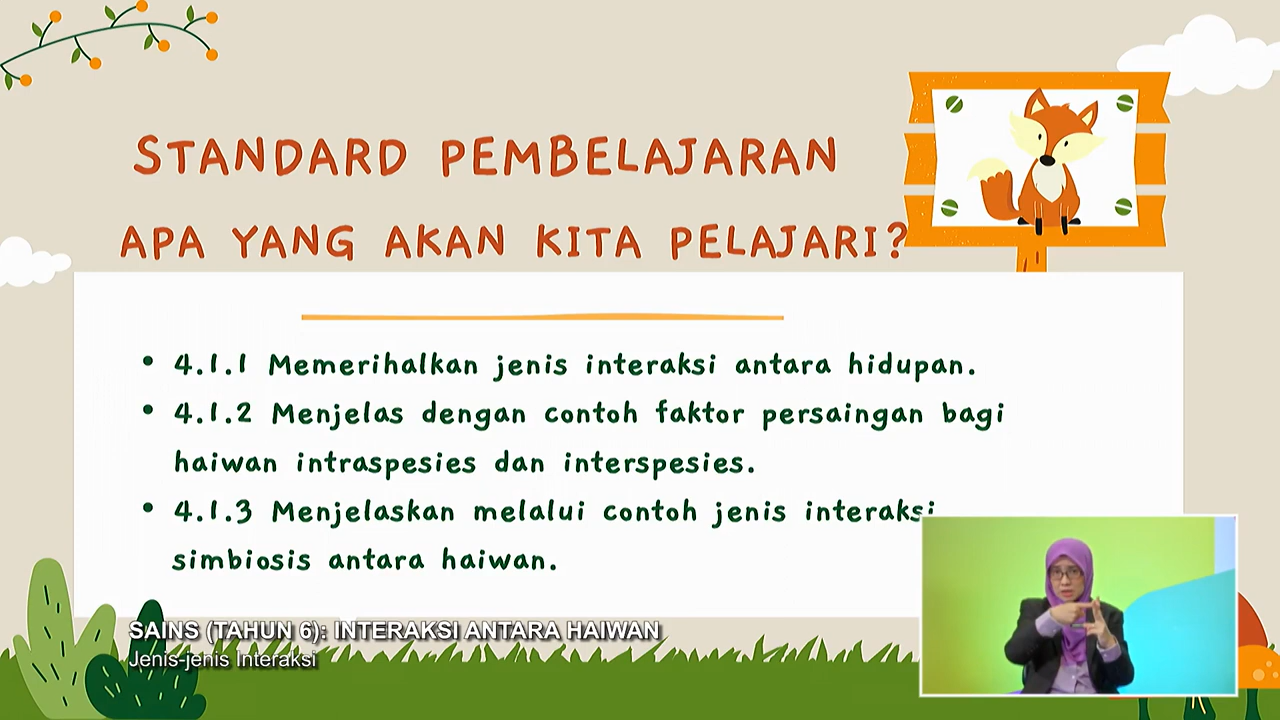 STANDARD PEMBELAJARAN
APA YANG AKAN KITA PELAJARI?
• 4.1.1 Memerihalkan jenis interaksi antara hidupan.
• 4.1.2 Menjelas dengan contoh faktor persaingan bagi
haiwan intraspesies dan interspesies.
• 4.1.3 Menjelaskan melalui contoh jenis interaksi
simbiosis antara haiwan.
SAINS (TAHUN 6): INTERAKSI ANTARA HAIWAN
Jenis-jenis Interaksi